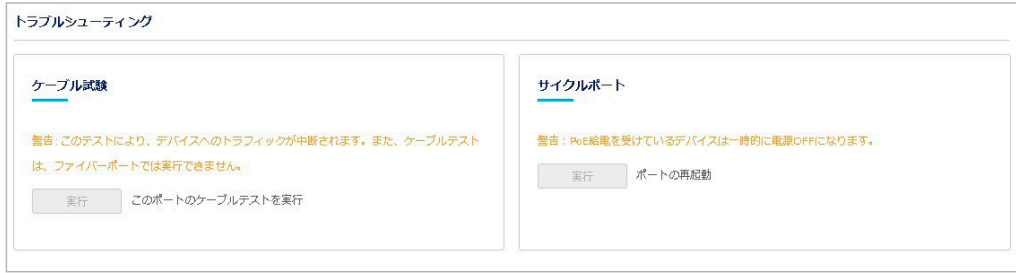 トラブルシューティング
ケーブル試験
警告:このテストにより、デバイスへのトラフィックが中断されます。また、ケーブルテスト
は、ファイバーポートでは実行できません。
実行 このポートのケーブルテストを実行
サイクルポート
警告:PoE給電を受けているデバイスは一時的に電源OFFになります。
実行 ポートの再起動